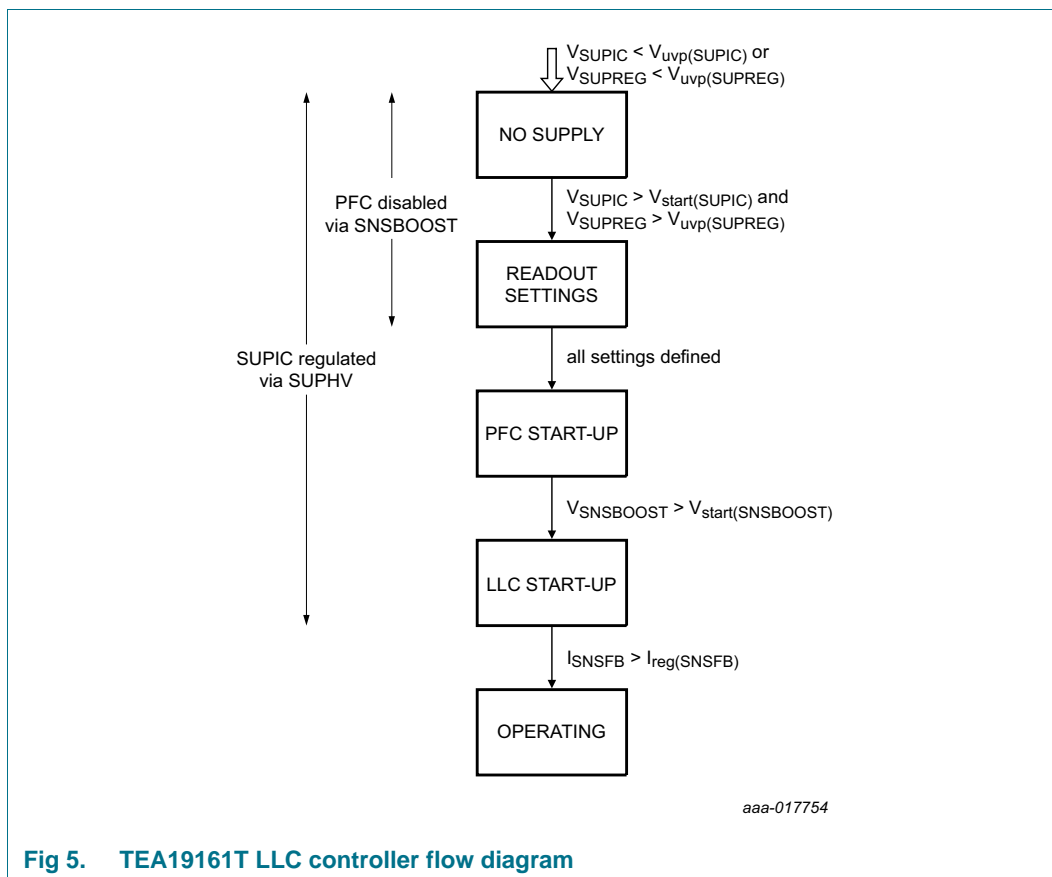 VSUPIC < Vuvp(SUPIC) or
VSUPREG < Vuvp(SUPREG)
NO SUPPLY
PFC disabled
via SNSBOOST
VSUPIC > Vstart(SUPIC) and
VSUPREG > Vuvp(SUPREG)
READOUT
SETTINGS
SUPIC regulated
via SUPHV
all settings defined
PFC START-UP
VSNSBOOST > Vstart(SNSBOOST)
LLC START-UP
ISNSFB > Ireg(SNSFB)
OPERATING
aaa-017754
Fig 5. TEA19161T LLC controller flow diagram